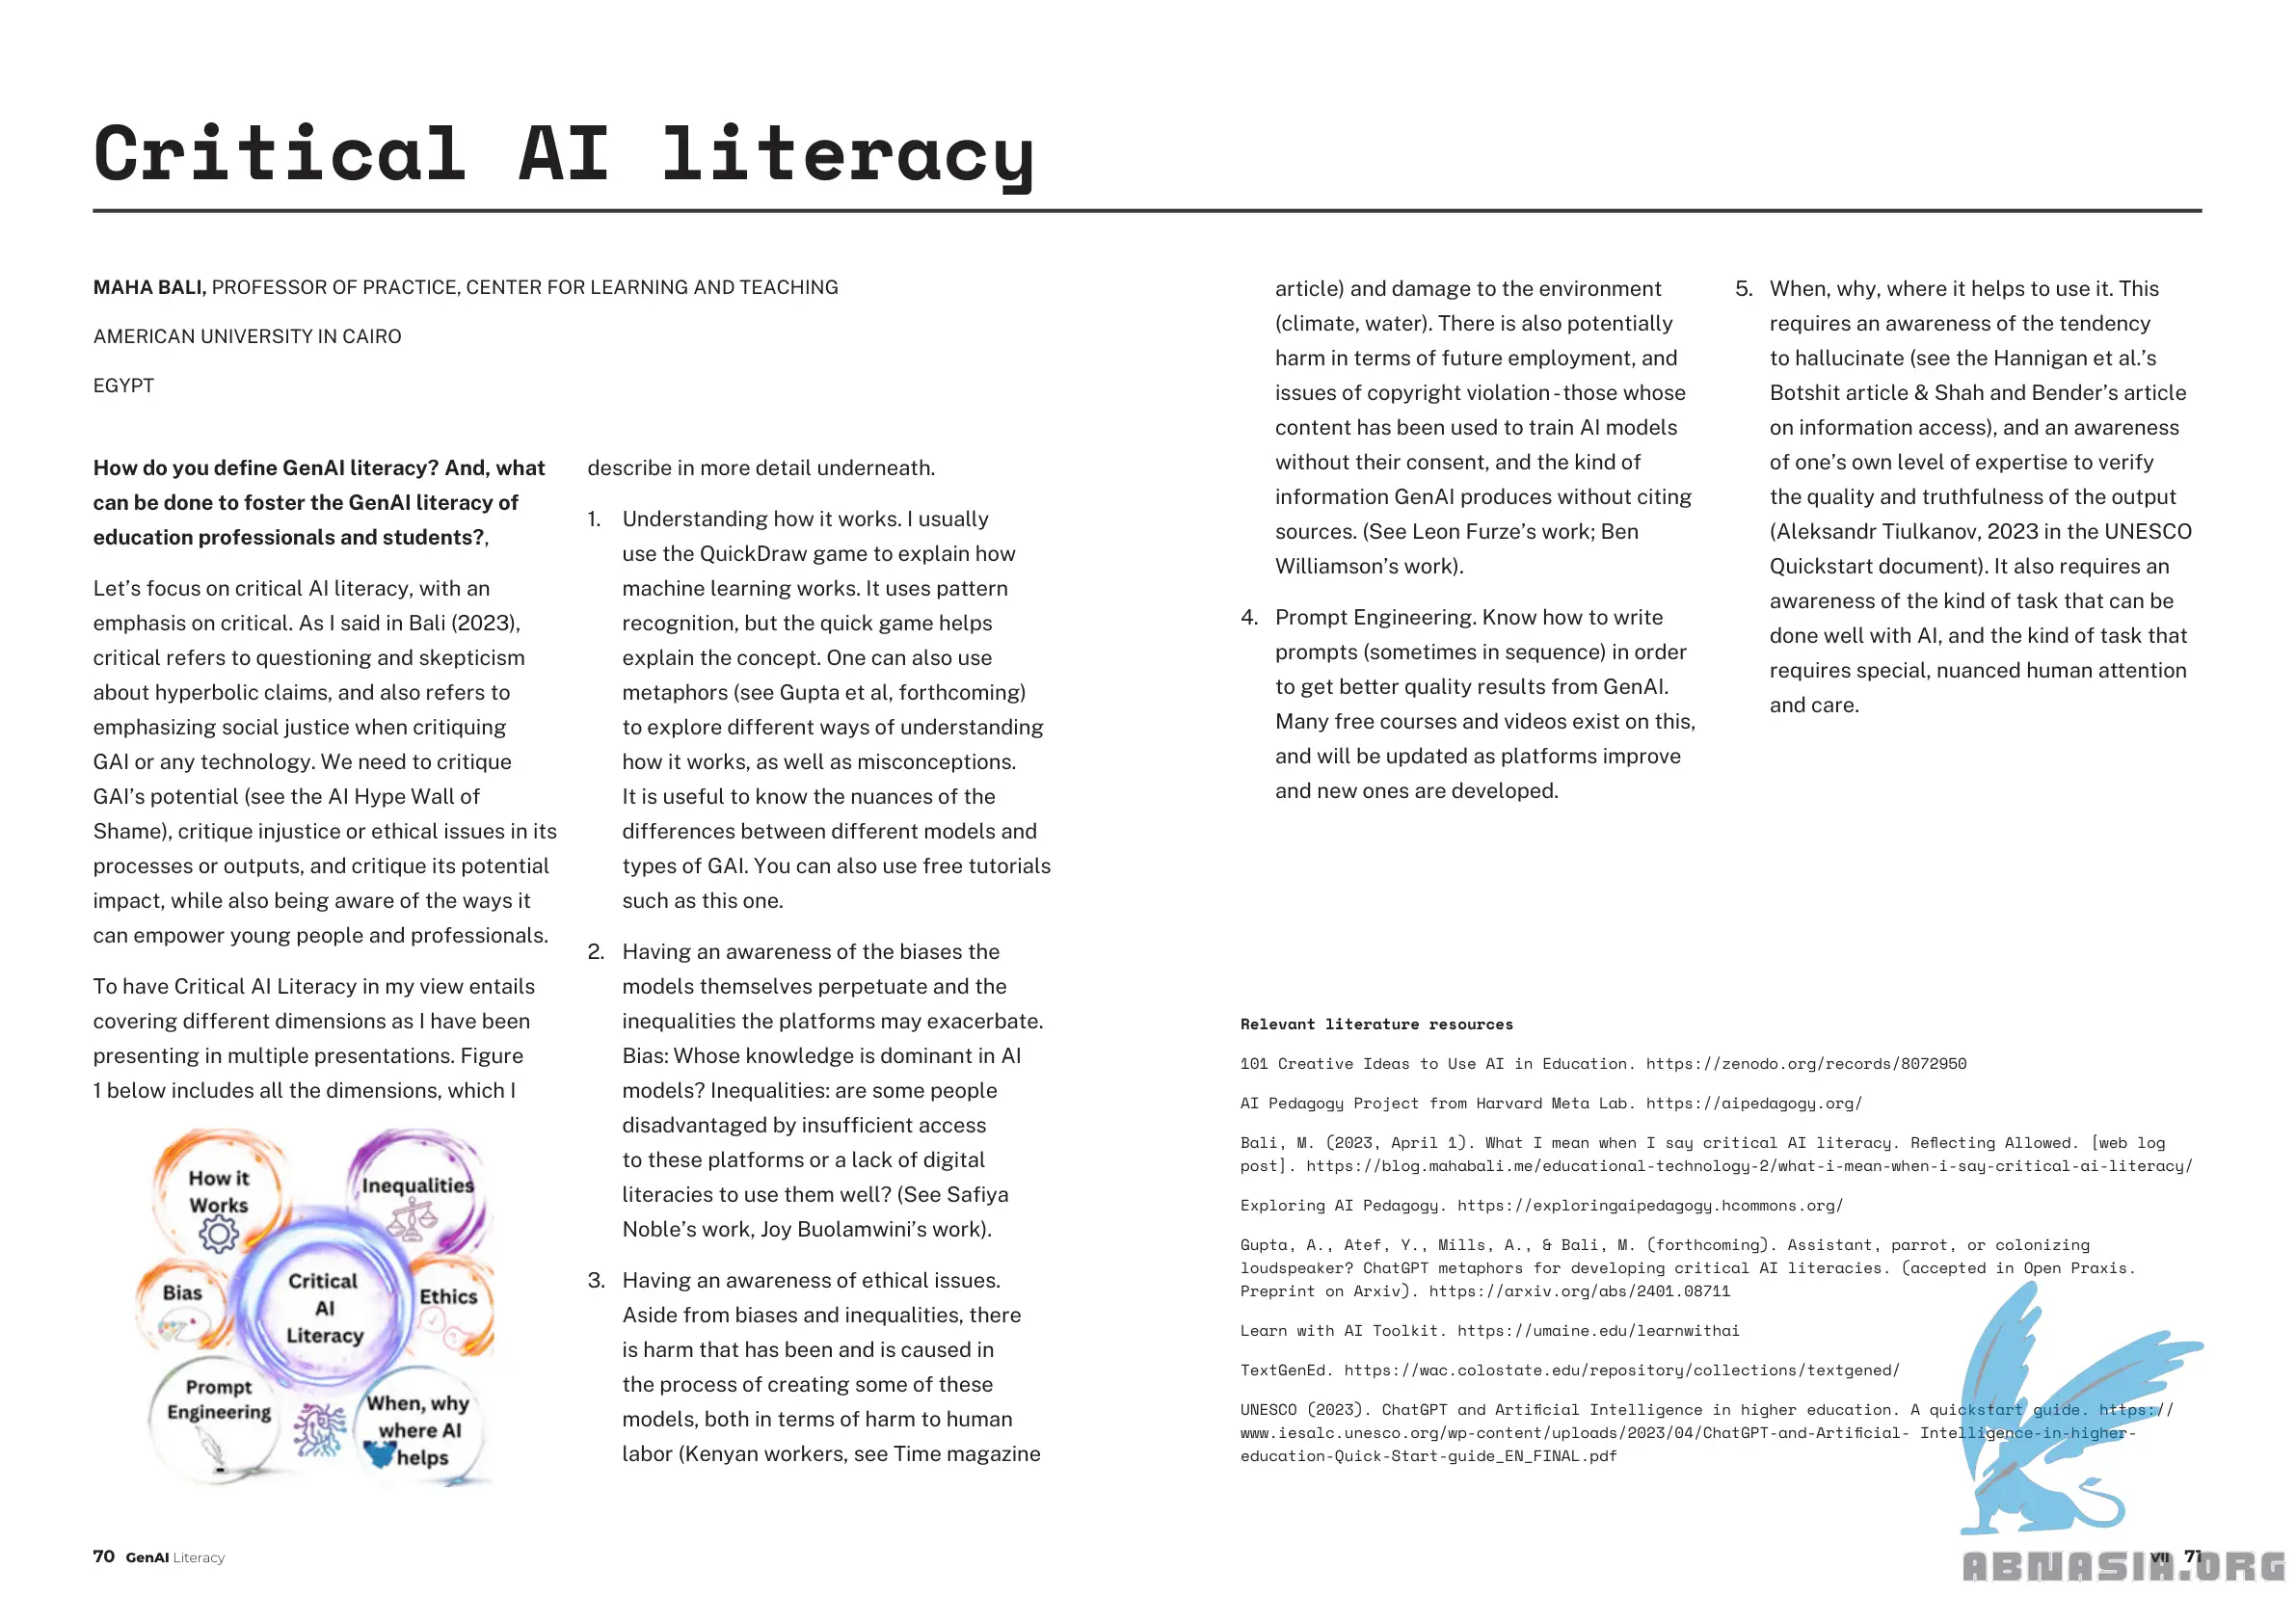 Critical AI literacy
MAHA BALI, PROFESSOR OF PRACTICE, CENTER FOR LEARNING AND TEACHING
AMERICAN UNIVERSITY IN CAIRO
EGYPT
How do you define GenAI literacy? And, what
can be done to foster the GenAI literacy of
education professionals and students?,
Let's focus on critical AI literacy, with an
emphasis on critical. As I said in Bali (2023),
critical refers to questioning and skepticism
about hyperbolic claims, and also refers to
emphasizing social justice when critiquing
GAI or any technology. We need to critique
GAI's potential (see the AI Hype Wall of
Shame), critique injustice or ethical issues in its
processes or outputs, and critique its potential
impact, while also being aware of the ways it
can empower young people and professionals.
To have Critical AI Literacy in my view entails
covering different dimensions as I have been
presenting in multiple presentations. Figure
1 below includes all the dimensions, which I
How it
Works
Inequalities
Bias
Critical
AI
Literacy
Ethics
Prompt
Engineering
When, why
where AI
helps
describe in more detail underneath.
1. Understanding how it works. I usually
use the QuickDraw game to explain how
machine learning works. It uses pattern
recognition, but the quick game helps
explain the concept. One can also use
metaphors (see Gupta et al, forthcoming)
to explore different ways of understanding
how it works, as well as misconceptions.
It is useful to know the nuances of the
differences between different models and
types of GAI. You can also use free tutorials
such as this one.
2. Having an awareness of the biases the
models themselves perpetuate and the
inequalities the platforms may exacerbate.
Bias: Whose knowledge is dominant in AI
models? Inequalities: are some people
disadvantaged by insufficient access
to these platforms or a lack of digital
literacies to use them well? (See Safiya
Noble's work, Joy Buolamwini's work).
3. Having an awareness of ethical issues.
Aside from biases and inequalities, there
is harm that has been and is caused in
the process of creating some of these
models, both in terms of harm to human
labor (Kenyan workers, see Time magazine
article) and damage to the environment
(climate, water). There is also potentially
harm in terms of future employment, and
issues of copyright violation - those whose
content has been used to train AI models
without their consent, and the kind of
information GenAI produces without citing
sources. (See Leon Furze's work; Ben
Williamson's work).
4. Prompt Engineering. Know how to write
prompts (sometimes in sequence) in order
to get better quality results from GenAI.
Many free courses and videos exist on this,
and will be updated as platforms improve
and new ones are developed.
5. When, why, where it helps to use it. This
requires an awareness of the tendency
to hallucinate (see the Hannigan et al.'s
Botshit article & Shah and Bender's article
on information access), and an awareness
of one's own level of expertise to verify
the quality and truthfulness of the output
(Aleksandr Tiulkanov, 2023 in the UNESCO
Quickstart document). It also requires an
awareness of the kind of task that can be
done well with AI, and the kind of task that
requires special, nuanced human attention
and care.
Relevant literature resources
101 Creative Ideas to Use AI in Education. https://zenodo.org/records/8072950
AI Pedagogy Project from Harvard Meta Lab. https://aipedagogy.org/
Bali, M. (2023, April 1). What I mean when I say critical AI literacy. Reflecting Allowed. [web log
post]. https://blog.mahabali.me/educational-technology-2/what-i-mean-when-i-say-critical-ai-literacy/
Exploring AI Pedagogy. https://exploringaipedagogy.hcommons.org/
Gupta, A., Atef, Y., Mills, A., & Bali, M. (forthcoming). Assistant, parrot, or colonizing
loudspeaker? ChatGPT metaphors for developing critical AI literacies. (accepted in Open Praxis.
Preprint on Arxiv). https://arxiv.org/abs/2401.08711
Learn with AI Toolkit. https://umaine.edu/learnwithai
TextGenEd. https://wac.colostate.edu/repository/collections/textgened/
UNESCO (2023). ChatGPT and Artificial Intelligence in higher education. A quickstart guide. https://
www.iesalc.unesco.org/wp-content/uploads/2023/04/ChatGPT-and-Artificial- Intelligence-in-higher-
education-Quick-Start-guide_EN_FINAL.pdf
70 GenAI Literacy
VII 71
ABNASIA.ORG